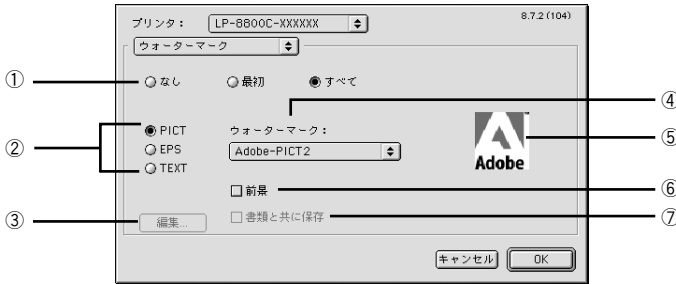 プリンタ： LP-8800C-XXXXXX 8.7.2 (104)
ウォーターマーク
① なし 最初 すべて
④
② PICT ウォーターマーク： ⑤
EPS Adobe-PICT2 Adobe
TEXT
前景 ⑥
③ 編集... 書類と共に保存 ⑦
キャンセル OK